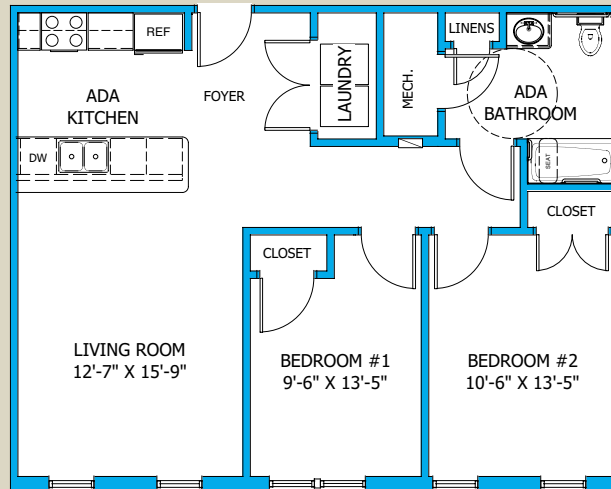 REF
LINENS
LAUNDRY
MECH.
ADA
KITCHEN
FOYER
ADA
BATHROOM
DW
SEAT
CLOSET
CLOSET
LIVING ROOM
12'-7" X 15'-9"
BEDROOM #1
9'-6" X 13'-5"
BEDROOM #2
10'-6" X 13'-5"